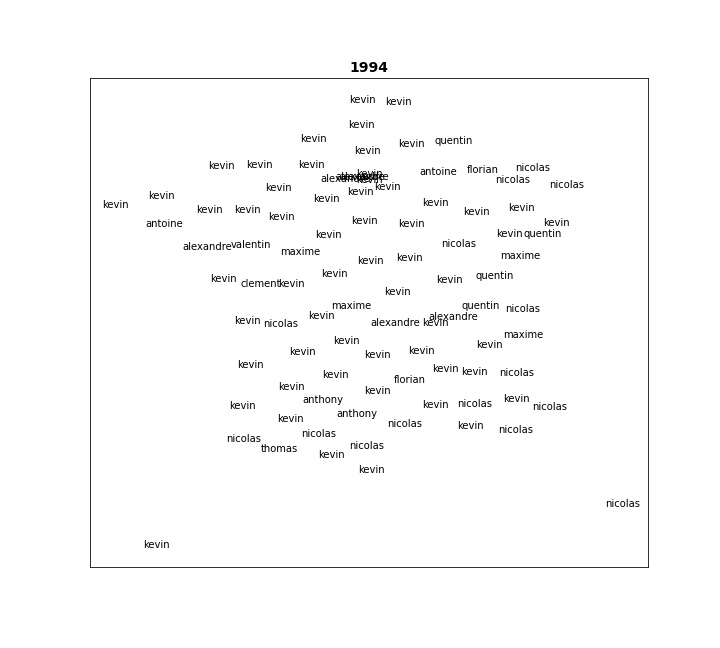 1994
kevin kevin
kevin
kevin kevin quentin
kevin
kevin kevin kevin antoine florian nicolas
kevin
alexandre kevin nicolas
kevin kevin kevin nicolas
kevin kevin kevin
kevin kevin kevin kevin kevin kevin
antoine kevin kevin kevin kevin
kevin kevin quentin
alexandre valentin nicolas
maxime kevin kevin maxime
kevin clement kevin kevin kevin quentin
kevin
maxime quentin nicolas
kevin nicolas kevin alexandre kevin alexandre
kevin maxime
kevin kevin kevin kevin
kevin kevin kevin kevin nicolas
kevin kevin florian
kevin anthony kevin nicolas kevin nicolas
kevin anthony nicolas kevin nicolas
nicolas nicolas
thomas kevin nicolas
kevin
nicolas
kevin